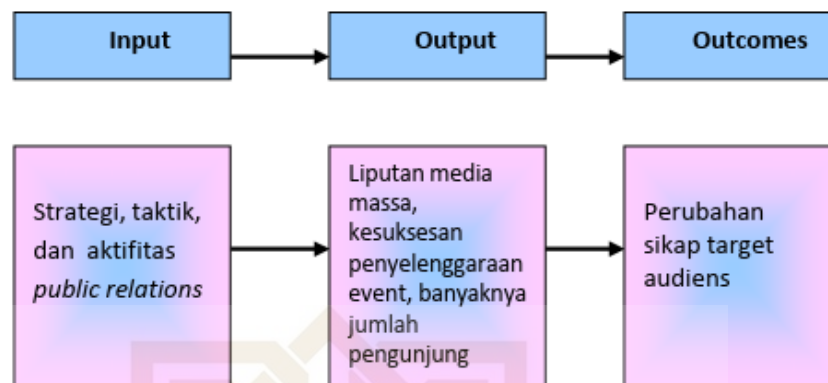 Input
Output
Outcomes
Strategi, taktik,
dan aktifitas
public relations
Liputan media
massa,
kesuksesan
penyelenggaraan
event, banyaknya
jumlah
pengunjung
Perubahan
sikap target
audiens